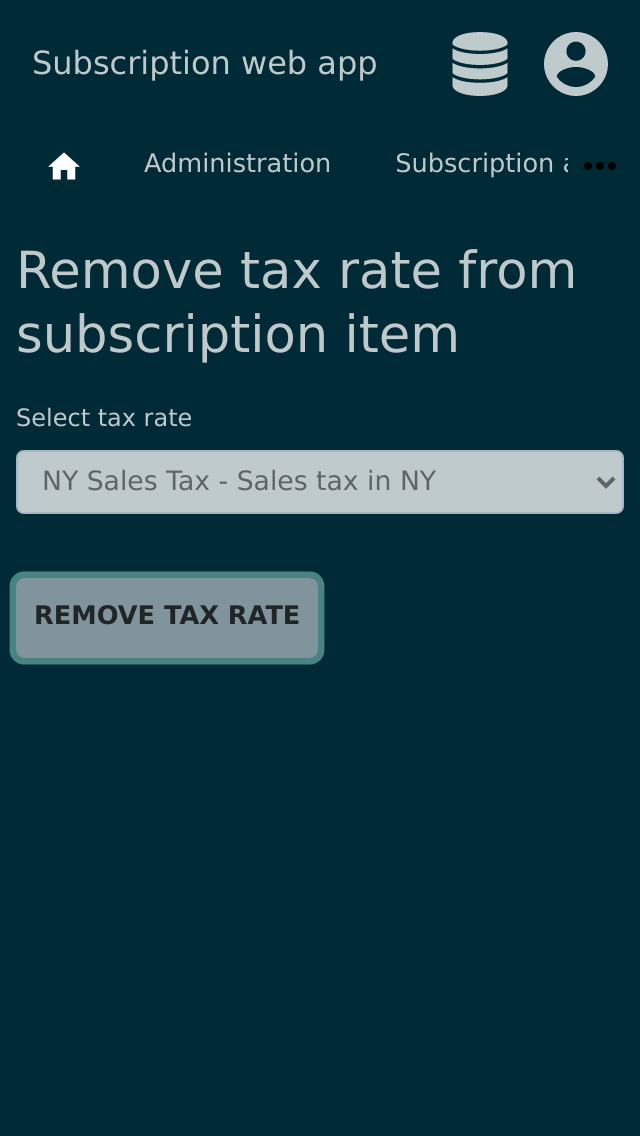 Subscription web app
Administration
Subscription
Remove tax rate from
subscription item
Select tax rate
NY Sales Tax - Sales tax in NY
REMOVE TAX RATE